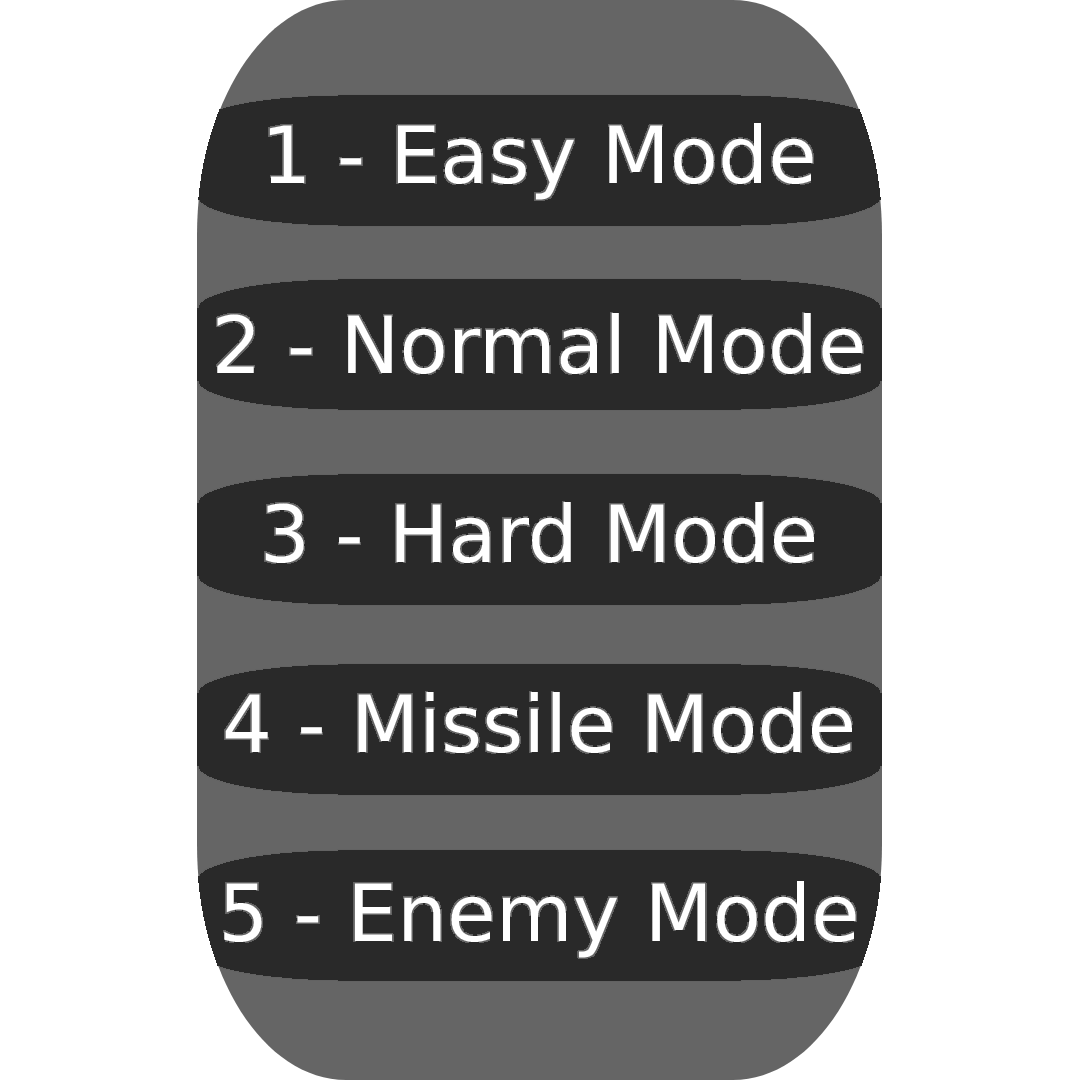 1 - Easy Mode
2 - Normal Mode
3 - Hard Mode
4 - Missile Mode
5 - Enemy Mode